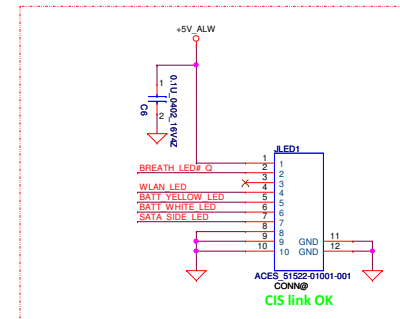 +5V_ALW
1
0.1U_0402_16V4Z
C6
2
JLED1
1 1
BREATH_LED#_Q 2 2
3 3
WLAN_LED 4 4
BATT_YELLOW_LED 5 5
BATT_WHITE_LED 6 6
SATA_SIDE_LED 7 7
8 8
9 9 GND 11
10 10 GND 12
ACES_51522-01001-001
CONN@
CIS link OK